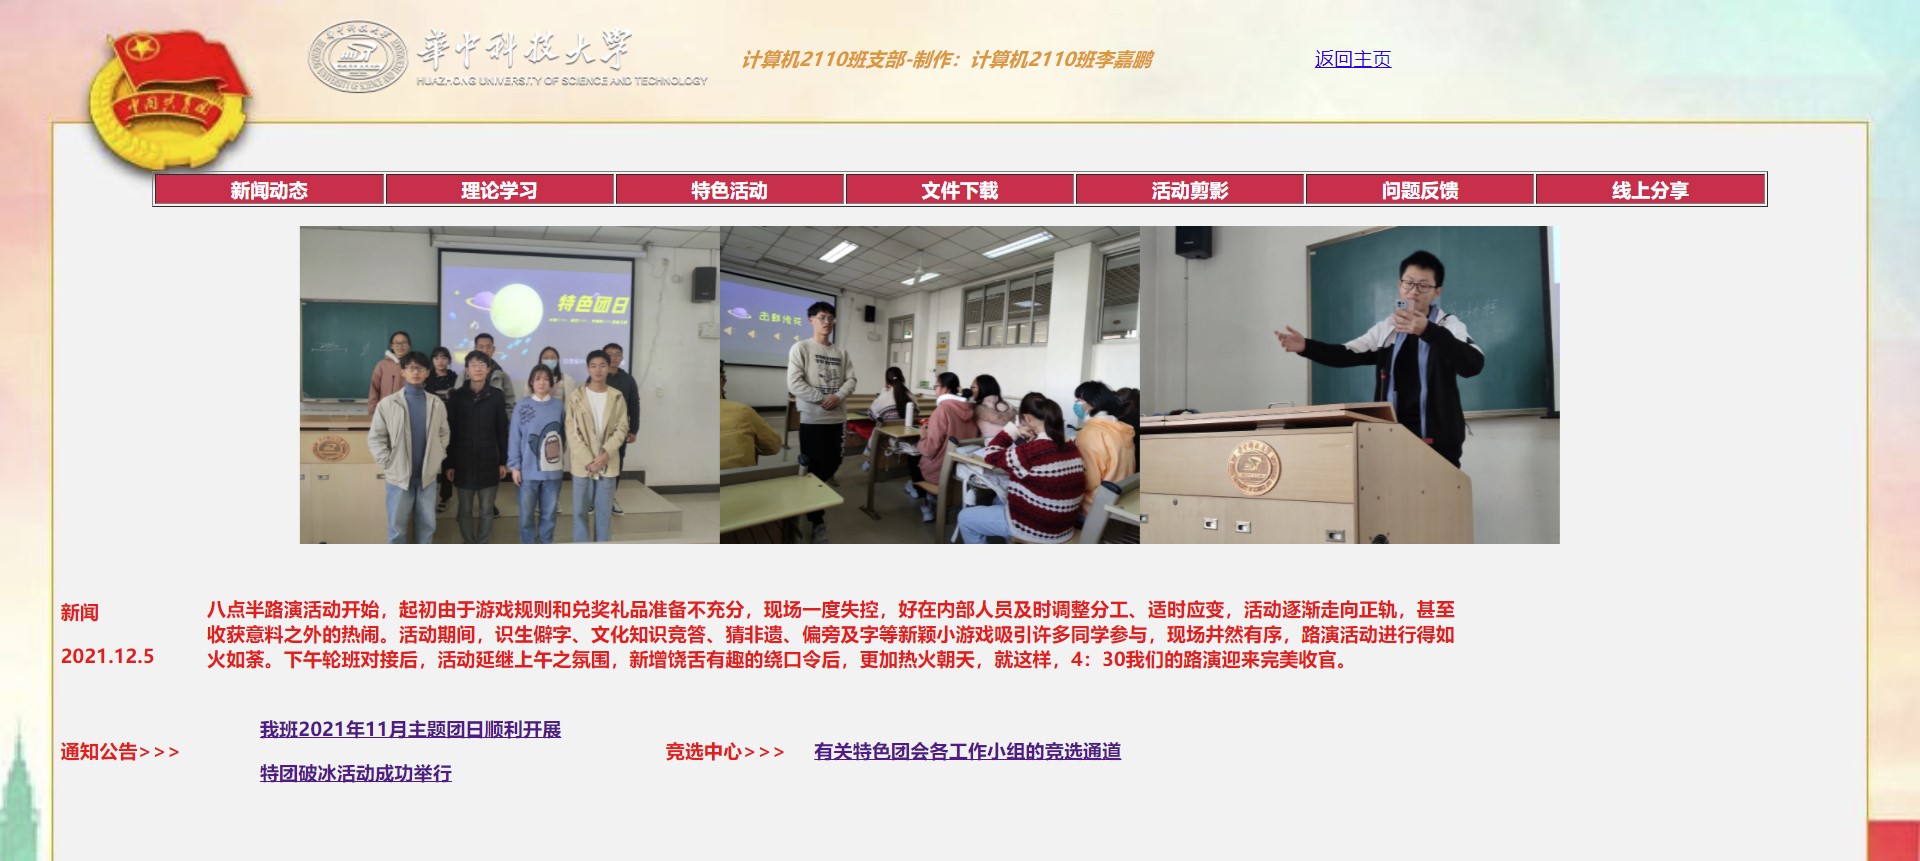 中国共青团
華中科技大学
HUAZHONG UNIVERSITY OF SCIENCE AND TECHNOLOGY
计算机2110班支部-制作：计算机2110班李嘉鹏
返回主页
新闻动态
理论学习
特色活动
文件下载
活动剪影
问题反馈
线上分享
特色团日
新闻
2021.12.5
八点半路演活动开始，起初由于游戏规则和兑奖礼品准备不充分，现场一度失控，好在内部人员及时调整分工、适时应变，活动逐渐走向正轨，甚至
收获意料之外的热闹。活动期间，识生僻字、文化知识竞答、猜非遗、偏旁及字等新颖小游戏吸引许多同学参与，现场井然有序，路演活动进行得如
火如荼。下午轮班对接后，活动延继上午之氛围，新增饶舌有趣的绕口令后，更加热火朝天，就这样，4：30我们的路演迎来完美收官。
通知公告>>>
我班2021年11月主题团日顺利开展
特团破冰活动成功举行
竞选中心>>>
有关特色团会各工作小组的竞选通道